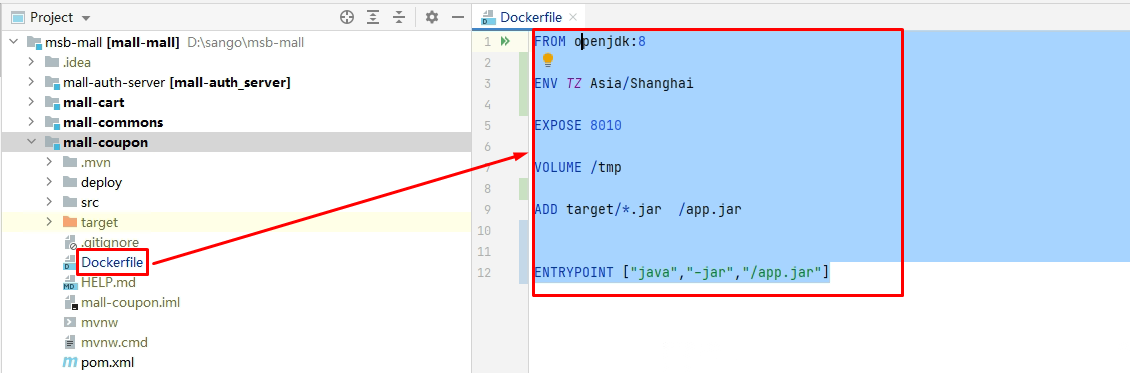 Project
msb-mall [mall-mall] D:\sango\msb-mall
.idea
mall-auth-server [mall-auth_server]
mall-cart
mall-commons
mall-coupon
.mvn
deploy
src
target
.gitignore
Dockerfile
HELP.md
mall-coupon.iml
mvnw
mvnw.cmd
pom.xml
Dockerfile
1 FROM openjdk:8
2
3 ENV TZ Asia/Shanghai
4
5 EXPOSE 8010
6
7 VOLUME /tmp
8
9 ADD target/*.jar  /app.jar
10
11
12 ENTRYPOINT ["java","-jar","/app.jar"]